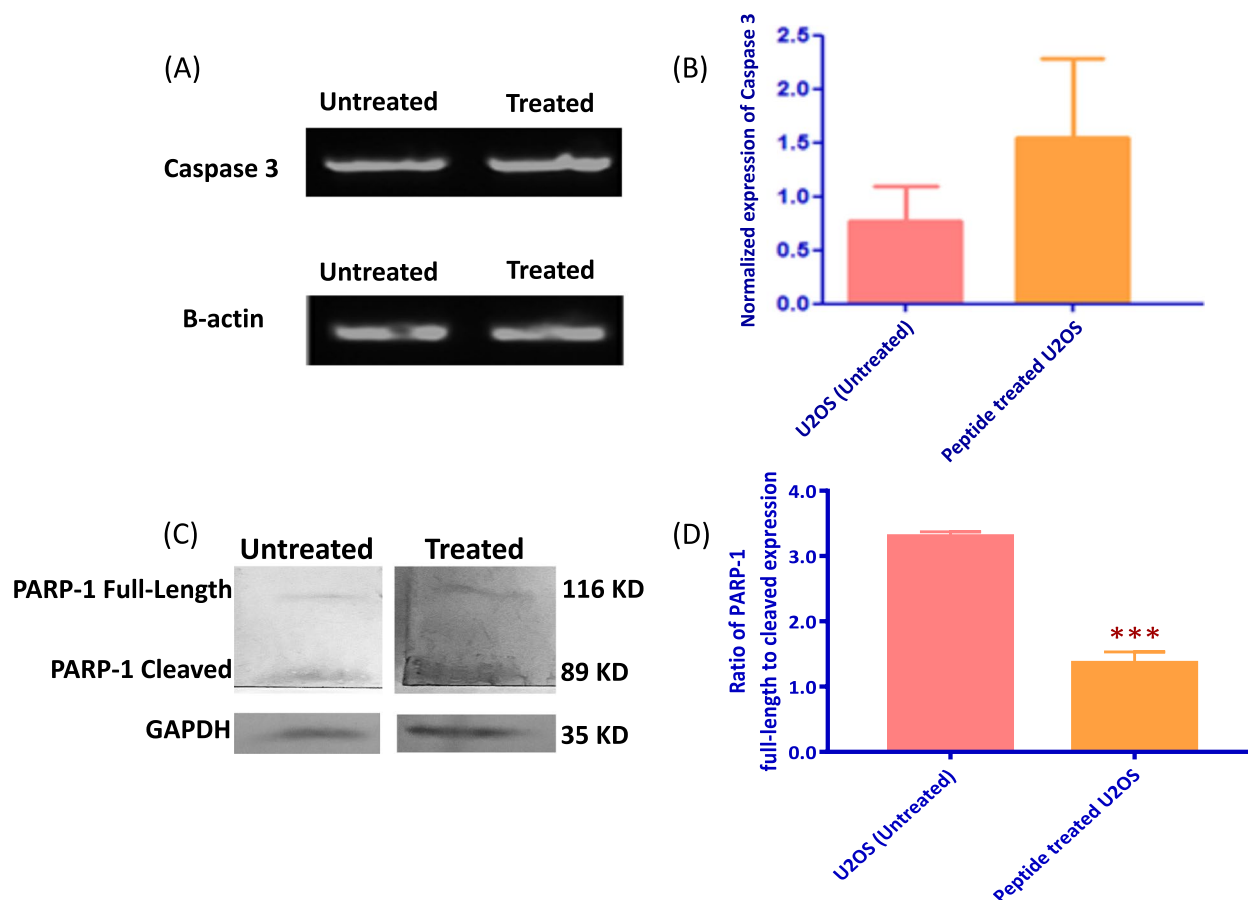 (A)
Untreated
Treated
Caspase 3
Untreated
Treated
B-actin
(B)
Normalized expression of Caspase 3
2.5
2.0
1.5
1.0
0.5
0.0
U2OS (Untreated)
Peptide treated U2OS
(C)
Untreated
Treated
PARP-1 Full-Length
116 KD
PARP-1 Cleaved
89 KD
GAPDH
35 KD
(D)
Ratio of PARP-1
full-length to cleaved expression
4.0
3.0
2.0
1.0
0.0
***
U2OS (Untreated)
Peptide treated U2OS